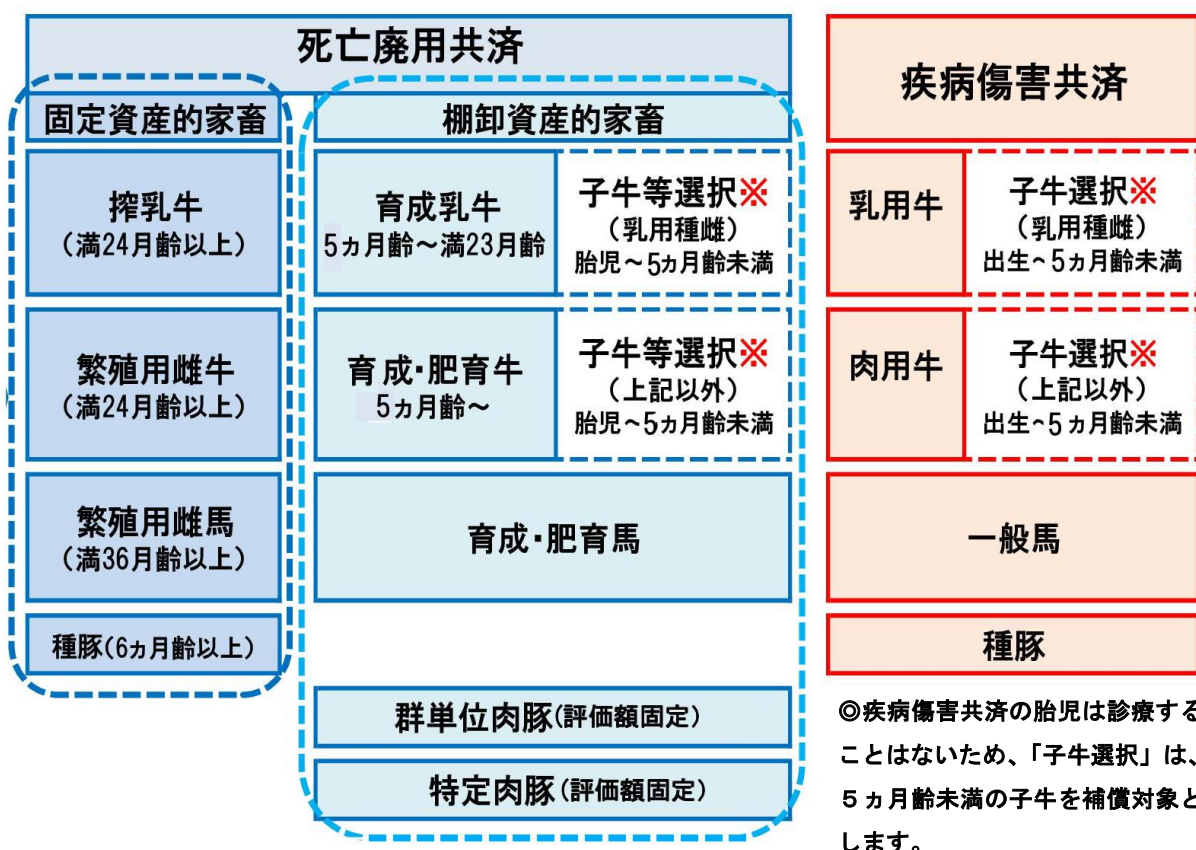 死亡廃用共済
固定資産的家畜
棚卸資産的家畜
搾乳牛
（満24月齢以上）
育成乳牛
5ヵ月齢～満23月齢
子牛等選択※
（乳用種雌）
胎児～5ヵ月齢未満
繁殖用雌牛
（満24月齢以上）
育成・肥育牛
5ヵ月齢～
子牛等選択※
（上記以外）
胎児～5ヵ月齢未満
繁殖用雌馬
（満36月齢以上）
育成・肥育馬
種豚（6ヵ月齢以上）
群単位肉豚（評価額固定）
特定肉豚（評価額固定）
疾病傷害共済
乳用牛
子牛選択※
（乳用種雌）
出生～5ヵ月齢未満
肉用牛
子牛選択※
（上記以外）
出生～5ヵ月齢未満
一般馬
種豚
◎疾病傷害共済の胎児は診療する
ことはないため、「子牛選択」は、
５ヵ月齢未満の子牛を補償対象と
します。